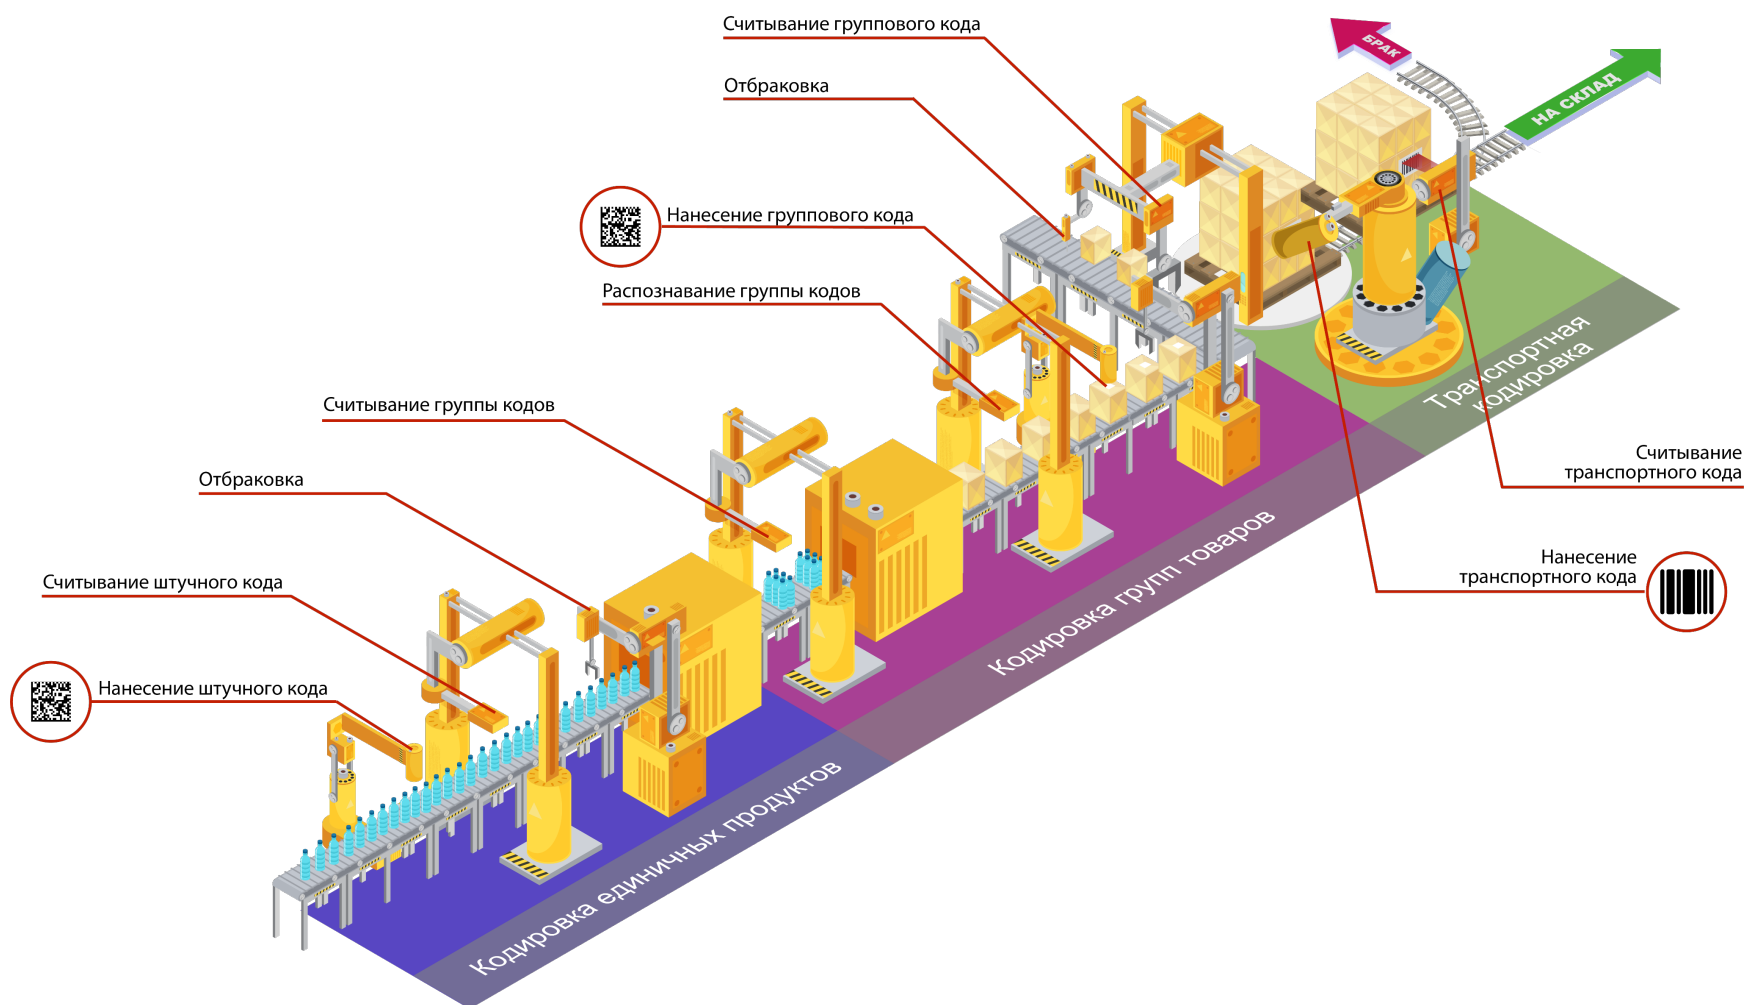 Считывание группового кода
БРАК
Отбраковка
НА СКЛАД
Нанесение группового кода
Распознавание группы кодов
Транспортная
кодировка
Считывание группы кодов
Считывание
транспортного кода
Отбраковка
Кодировка групп товаров
Нанесение
транспортного кода
Считывание штучного кода
Нанесение штучного кода
Кодировка единичных продуктов